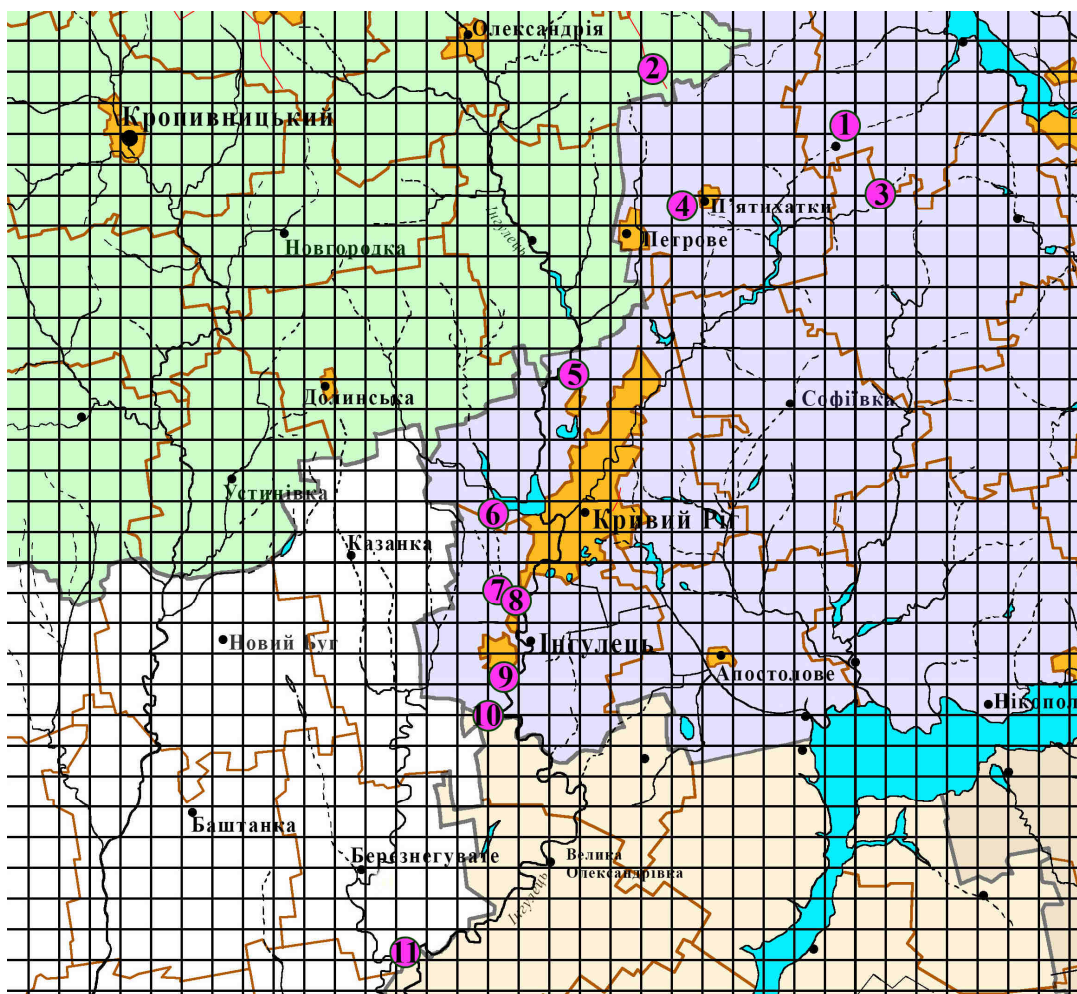 Олександрія
2
Кропивницький
1
3
4
П'ятихатки
Інгулець
Новгородка
Петрове
5
Долинська
Софіївка
Устинівка
6
Кривий Ріг
Казанка
7
8
Новий Буг
Інгулець
Апостолове
9
10
Нікопол
Баштанка
Березнегувате
Велика
Олександрівка
Інгулець
11